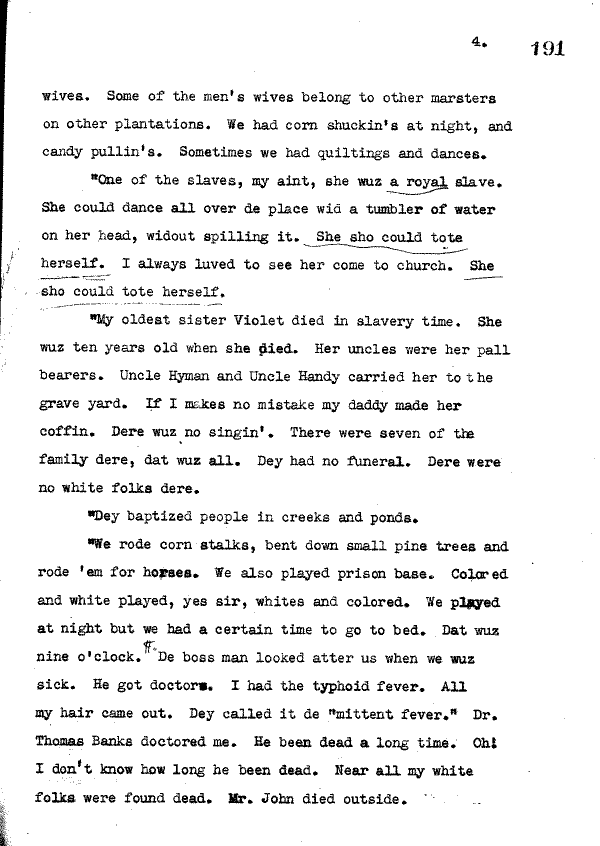 4. 191
wives. Some of the men's wives belong to other marsters
on other plantations. We had corn shuckin's at night, and
candy pullin's. Sometimes we had quiltings and dances.
"One of the slaves, my aint, she wuz a royal slave.
She could dance all over de place wid a tumbler of water
on her head, widout spilling it. She sho could tote
herself. I always luved to see her come to church. She
sho could tote herself.
"My oldest sister Violet died in slavery time. She
wuz ten years old when she died. Her uncles were her pall
bearers. Uncle Hyman and Uncle Handy carried her to the
grave yard. If I makes no mistake my daddy made her
coffin. Dere wuz no singin'. There were seven of the
family dere, dat wuz all. Dey had no funeral. Dere were
no white folks dere.
"Dey baptized people in creeks and ponds.
"We rode corn stalks, bent down small pine trees and
rode 'em for horses. We also played prison base. Colored
and white played, yes sir, whites and colored. We played
at night but we had a certain time to go to bed. Dat wuz
nine o'clock. ¶ De boss man looked atter us when we wuz
sick. He got doctors. I had the typhoid fever. All
my hair came out. Dey called it de "mittent fever." Dr.
Thomas Banks doctored me. He been dead a long time. Oh!
I don't know how long he been dead. Near all my white
folks were found dead. Mr. John died outside.